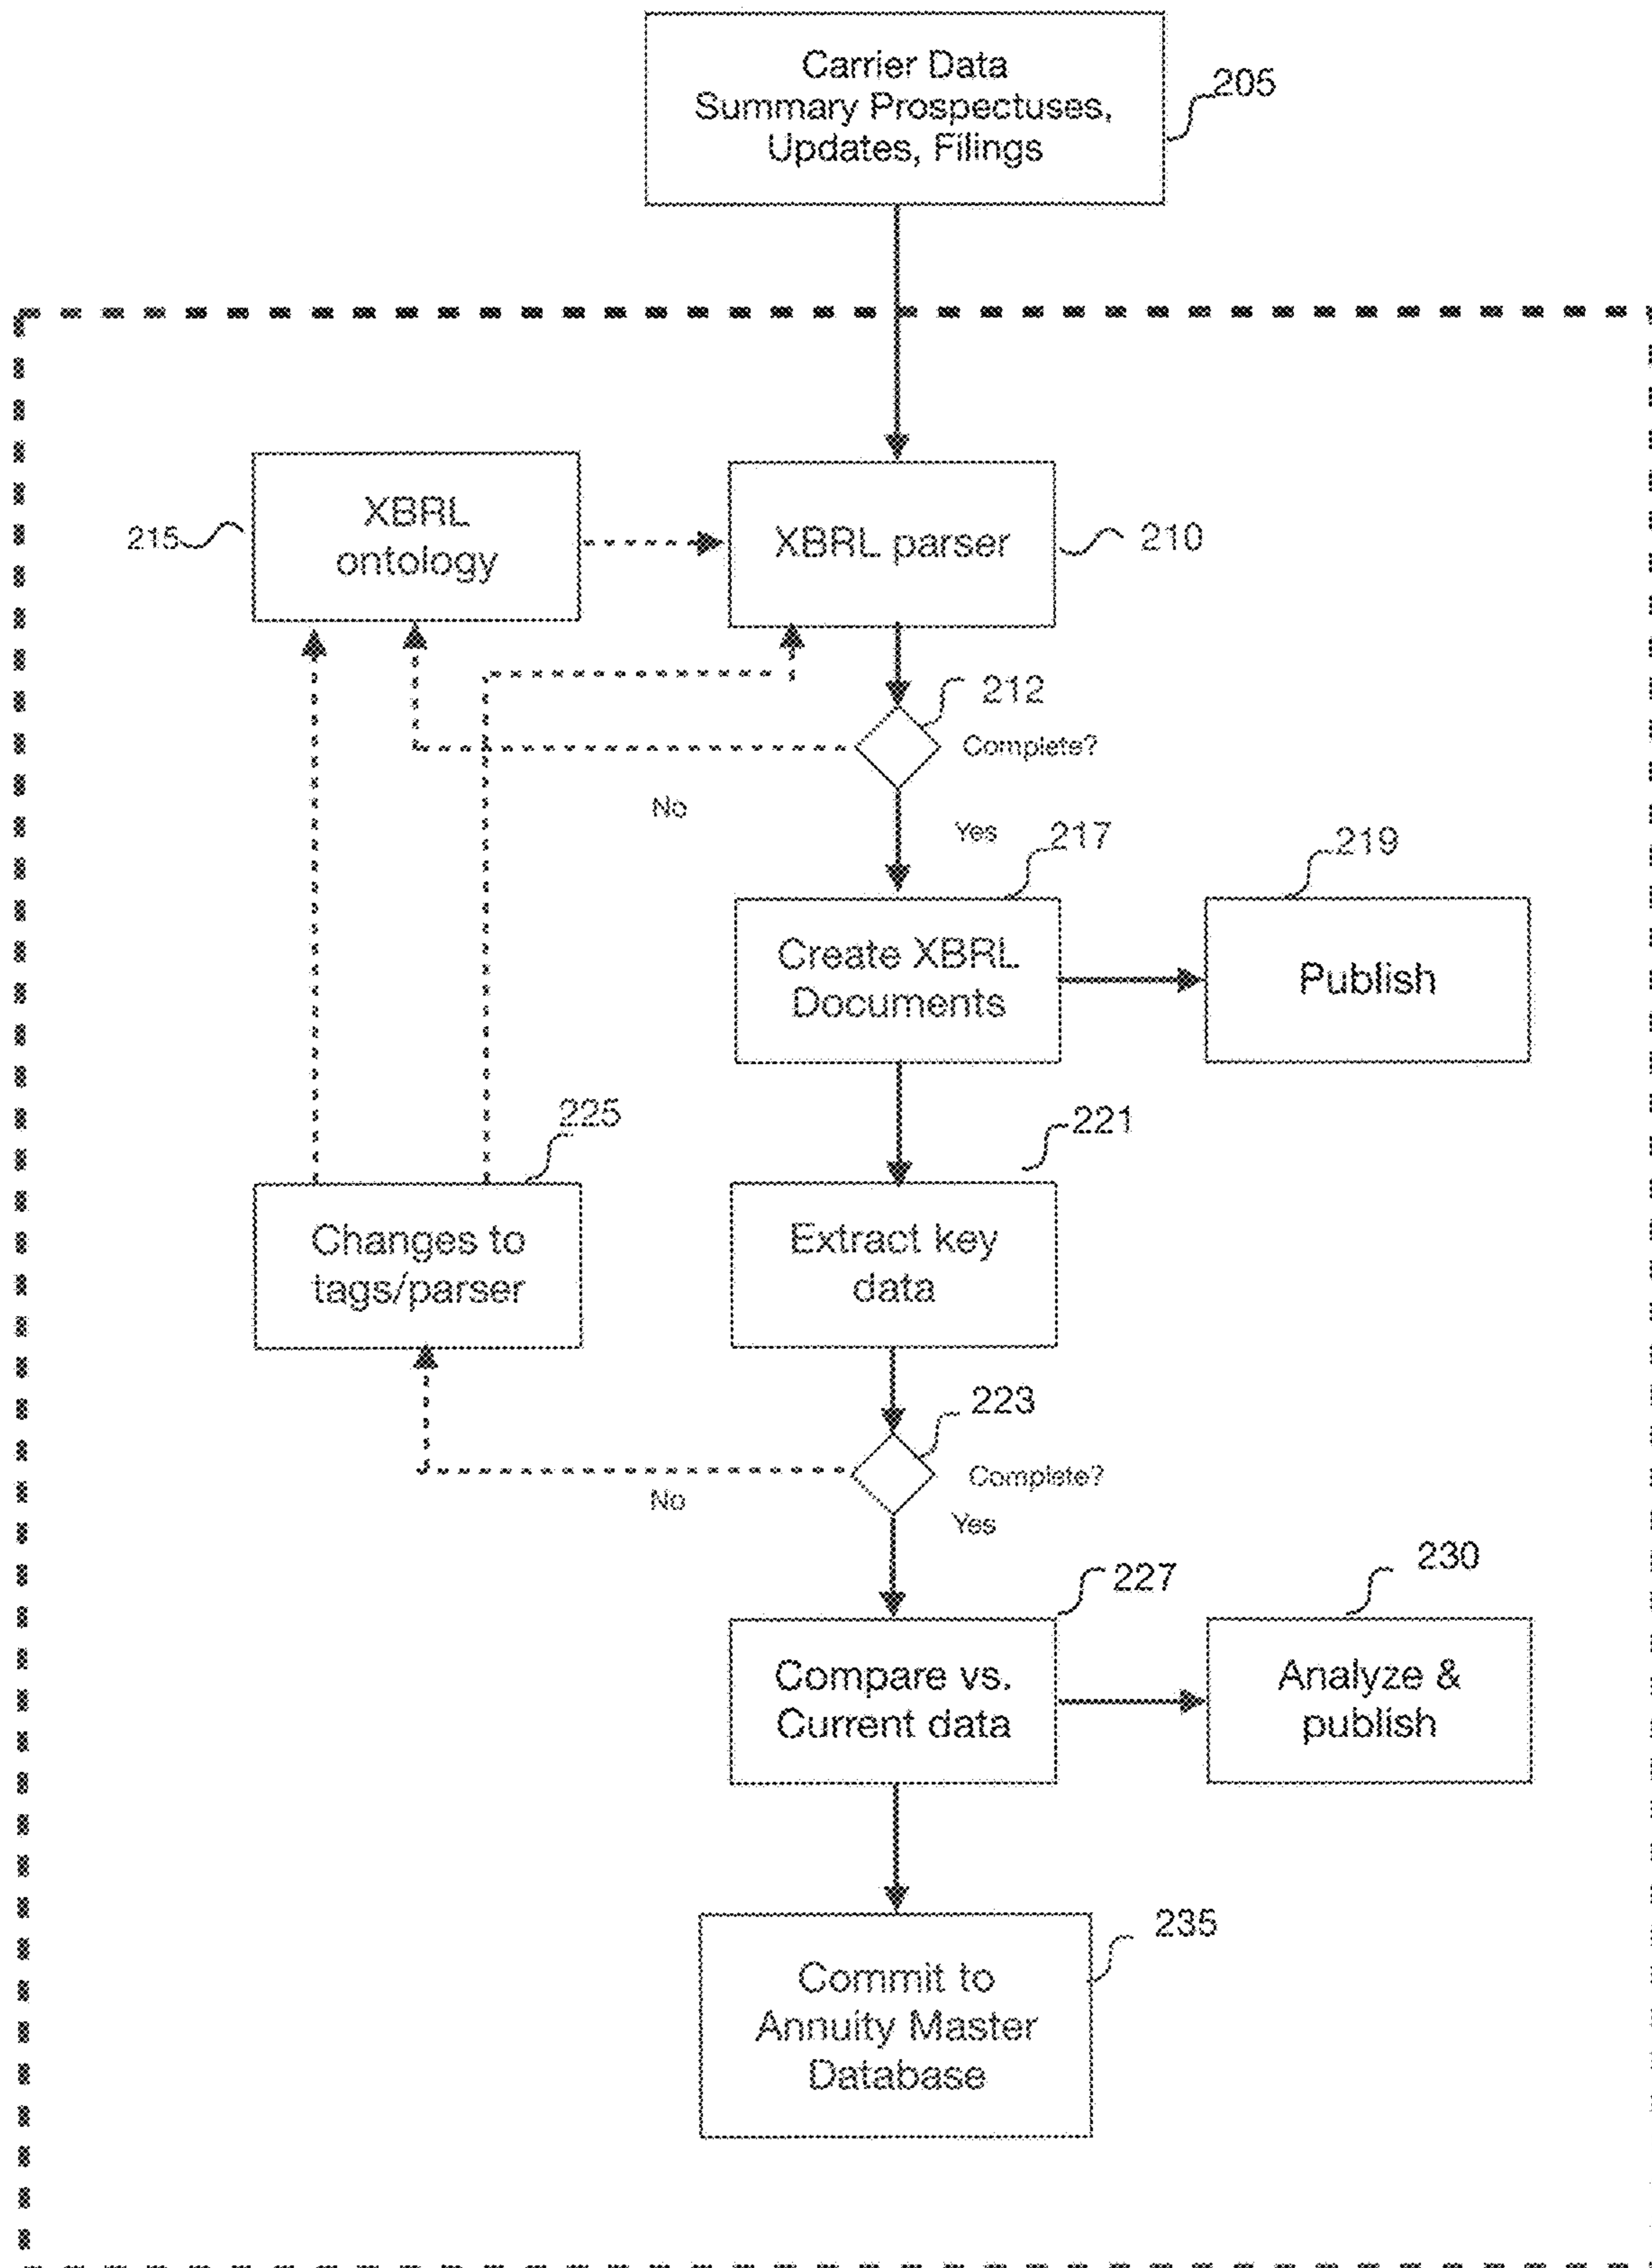 Carrier Data
Summary Prospectuses,
Updates, Filings
205
XBRL
ontology
215
XBRL parser
210
212
Complete?
No
Yes
217
219
Create XBRL
Documents
Publish
225
221
Changes to
tags/parser
Extract key
data
223
Complete?
No
Yes
227
230
Compare vs.
Current data
Analyze &
publish
235
Commit to
Annuity Master
Database